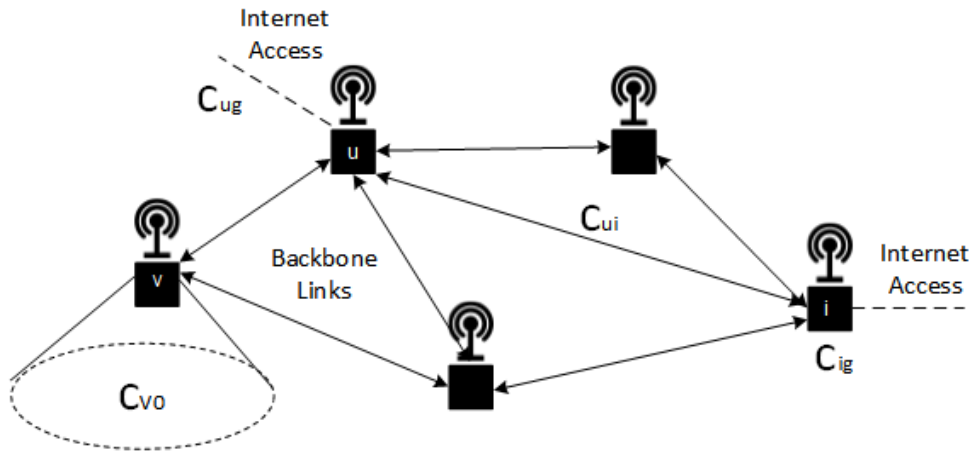 Internet
Access
Cug
u
Cui
v
Backbone
Links
Internet
Access
i
Cig
CV0